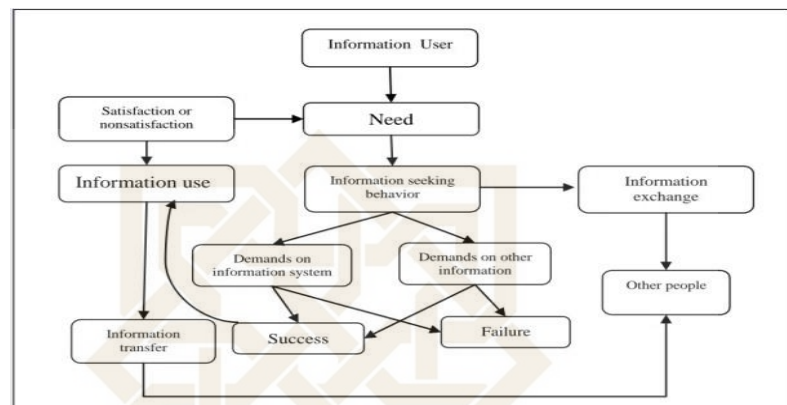 Information User
Satisfaction or
nonsatisfaction
Need
Information use
Information seeking
behavior
Information
exchange
Demands on
information system
Demands on other
information
Other people
Information
transfer
Success
Failure